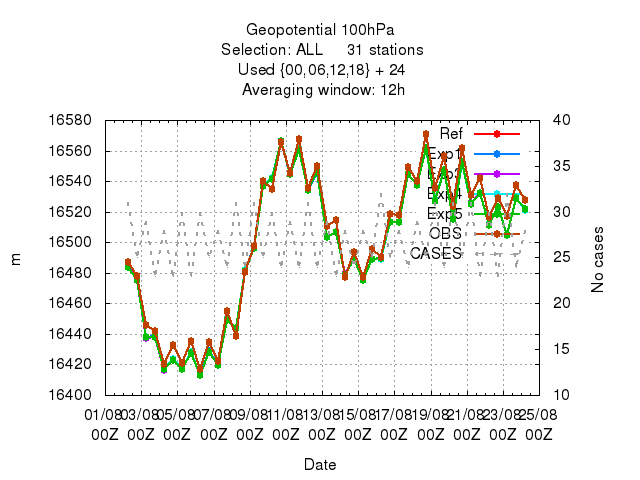 Geopotential 100hPa
Selection: ALL 31 stations
Used {00,06,12,18} + 24
Averaging window: 12h
16580
16560
16540
16520
16500
16480
16460
16440
16420
16400
m
40
35
30
25
20
15
10
No cases
Ref
Exp1
Exp3
Exp4
Exp5
OBS
CASES
01/08 03/08 05/08 07/08 09/08 11/08 13/08 15/08 17/08 19/08 21/08 23/08 25/08
00Z 00Z 00Z 00Z 00Z 00Z 00Z 00Z 00Z 00Z 00Z 00Z 00Z
Date